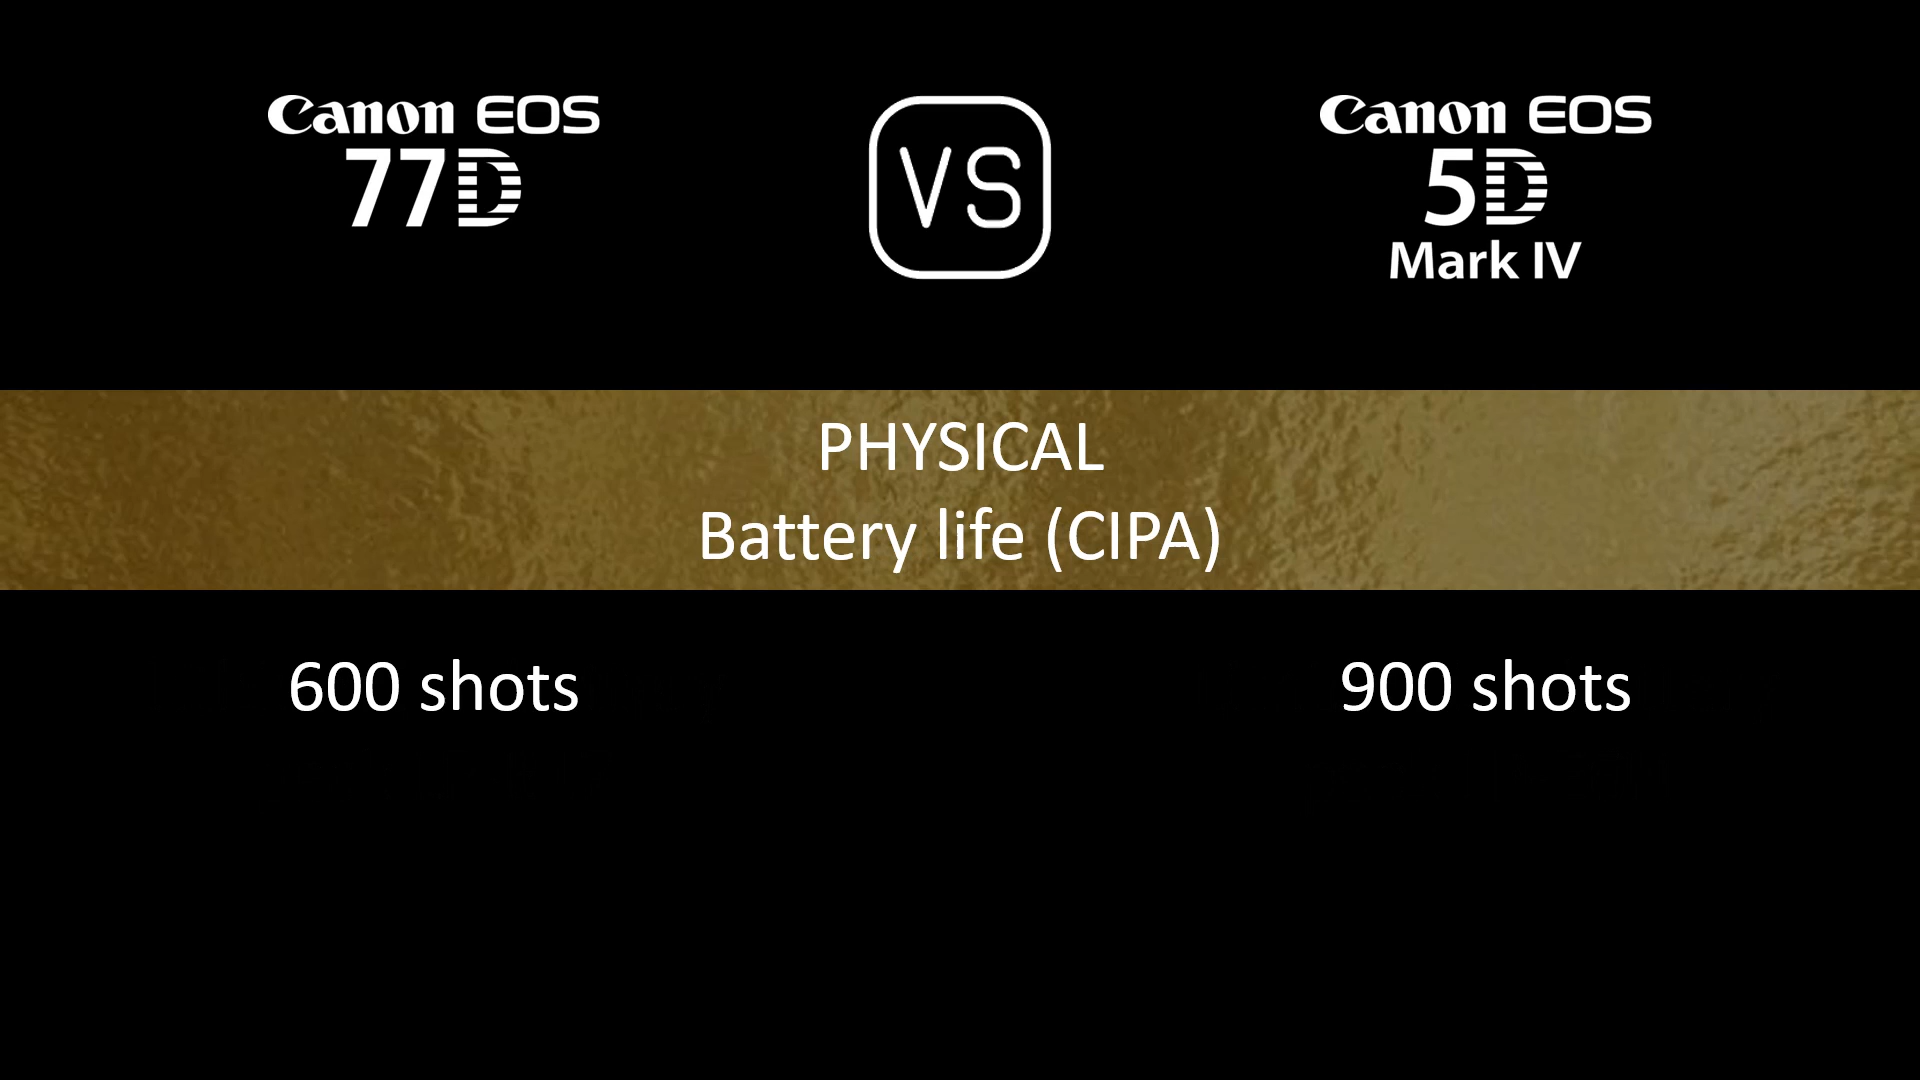 Canon EOS
77D
VS
Canon EOS
5D
Mark IV
PHYSICAL
Battery life (CIPA)
600 shots
900 shots